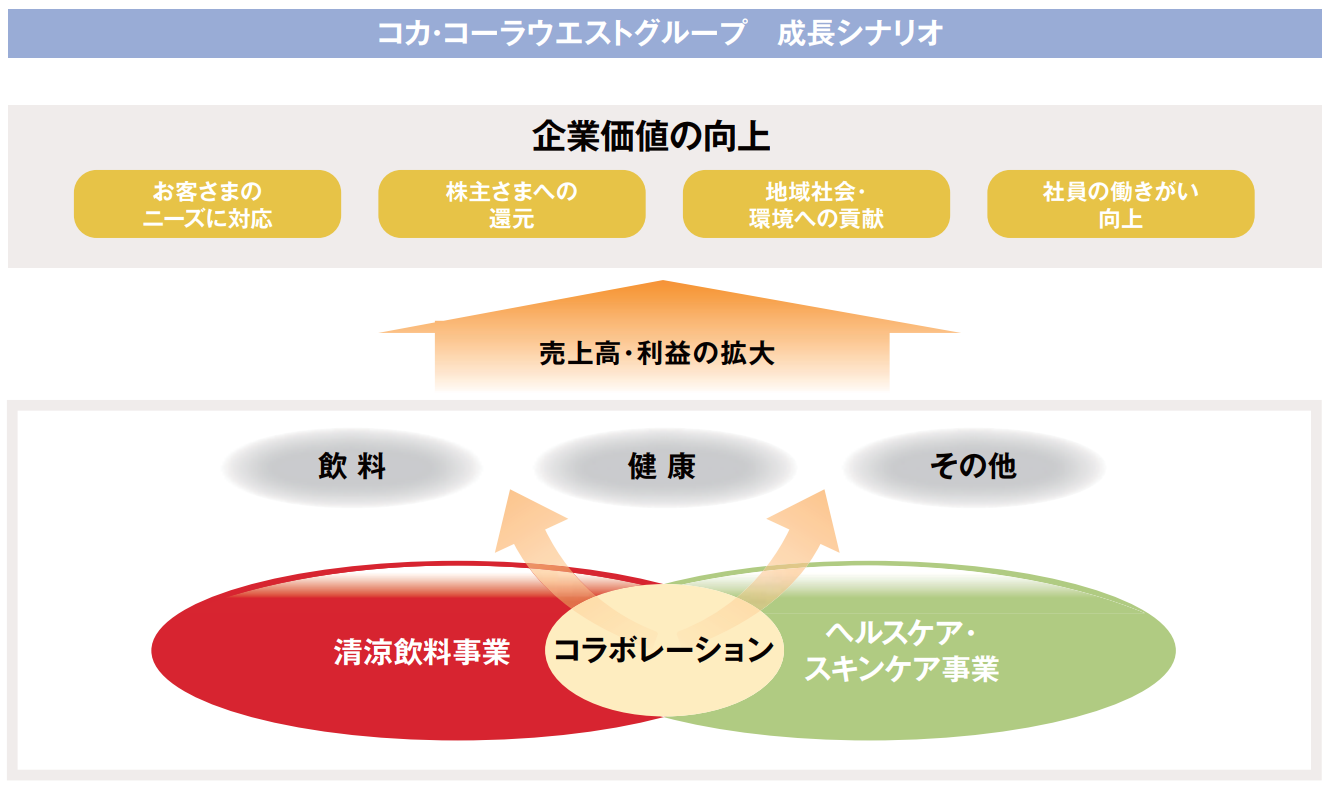 コカ・コーラウエストグループ　成長シナリオ
企業価値の向上
お客さまの
ニーズに対応
株主さまへの
還元
地域社会・
環境への貢献
社員の働きがい
向上
売上高・利益の拡大
飲 料
健 康
その他
清涼飲料事業
コラボレーション
ヘルスケア・
スキンケア事業